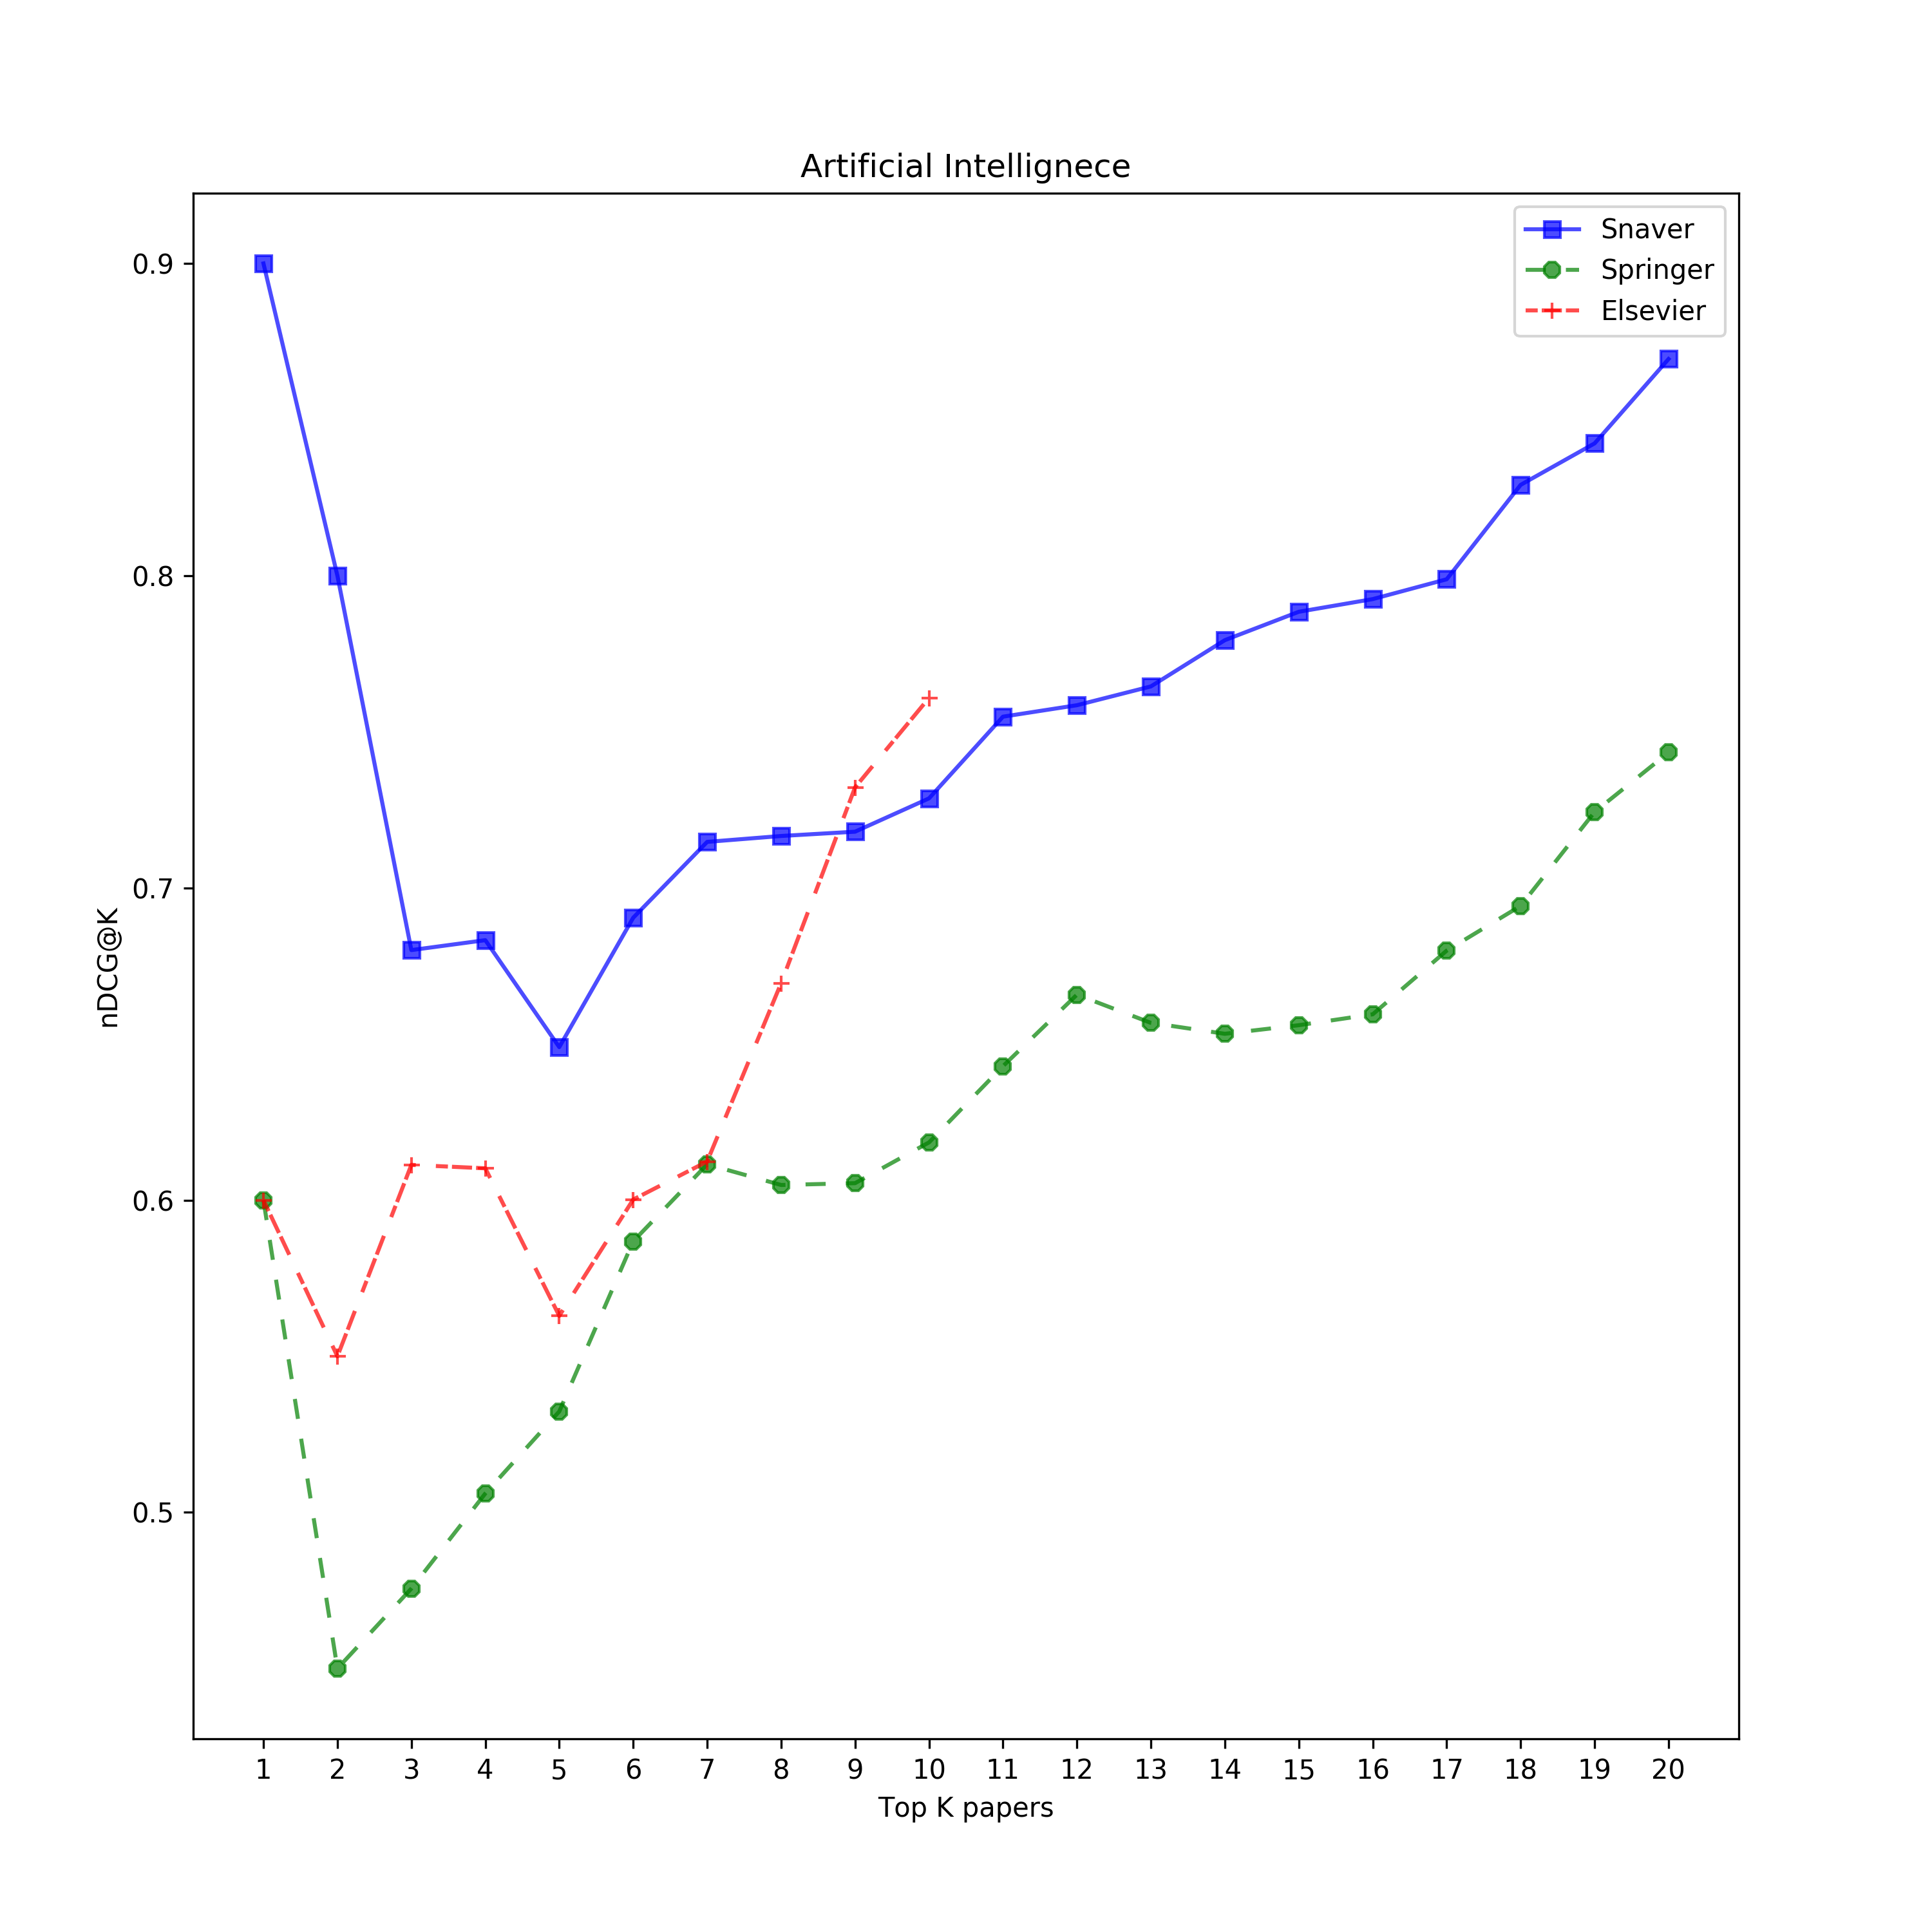 Artificial Intellignece
Snaver
Springer
Elsevier
0.9
0.8
0.7
0.6
0.5
nDCG@K
1 2 3 4 5 6 7 8 9 10 11 12 13 14 15 16 17 18 19 20
Top K papers